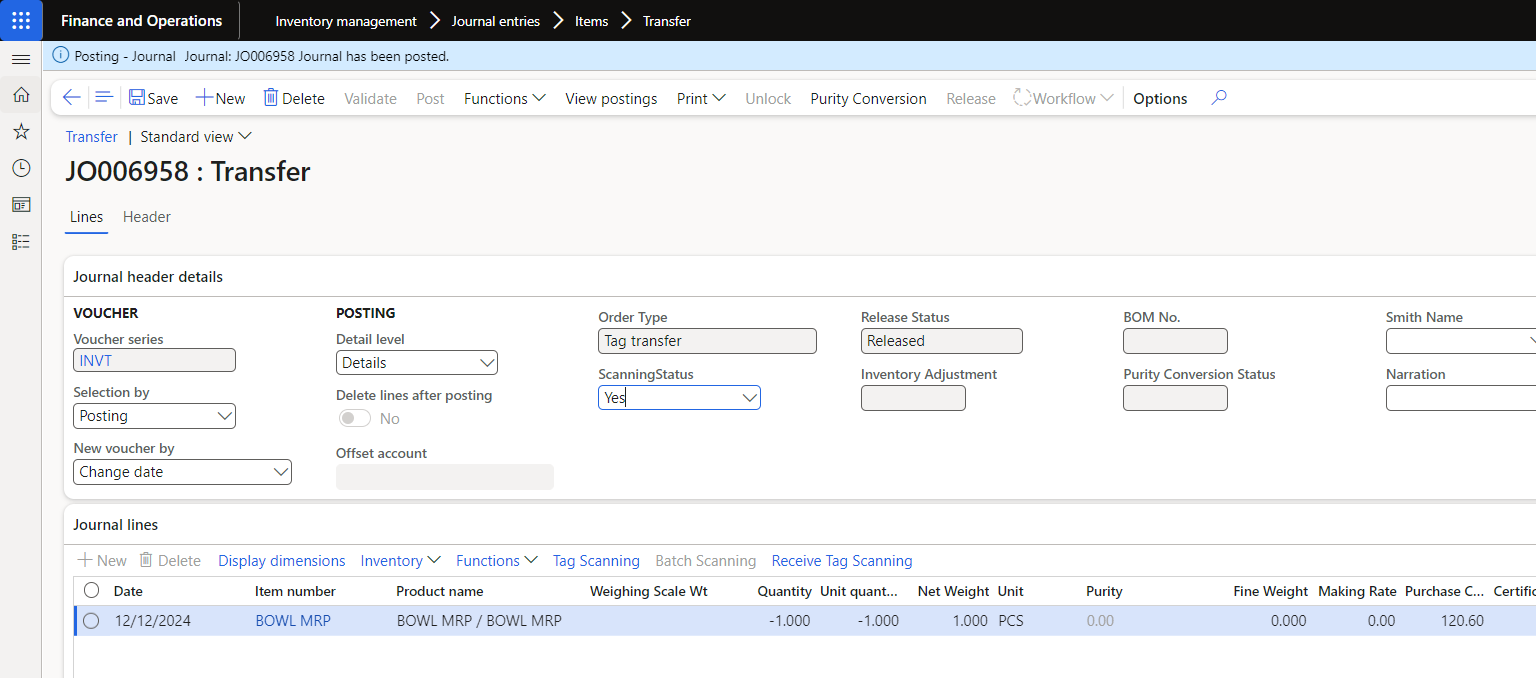 Finance and Operations Inventory management Journal entries Items Transfer
Posting - Journal Journal: JO006958 Journal has been posted.
Save New Delete Validate Post Functions View postings Print Unlock Purity Conversion Release Workflow Options
Transfer | Standard view
JO006958 : Transfer
Lines Header
Journal header details
VOUCHER
Voucher series
INVT
Selection by
Posting
New voucher by
Change date
POSTING
Detail level
Details
Delete lines after posting
No
Offset account
Order Type
Tag transfer
ScanningStatus
Yes
Release Status
Released
Inventory Adjustment
BOM No.
Purity Conversion Status
Smith Name
Narration
Journal lines
New Delete Display dimensions Inventory Functions Tag Scanning Batch Scanning Receive Tag Scanning
Date Item number Product name Weighing Scale Wt Quantity Unit quant... Net Weight Unit Purity Fine Weight Making Rate Purchase C... Certific
12/12/2024 BOWL MRP BOWL MRP / BOWL MRP -1.000 -1.000 1.000 PCS 0.00 0.000 0.00 120.60